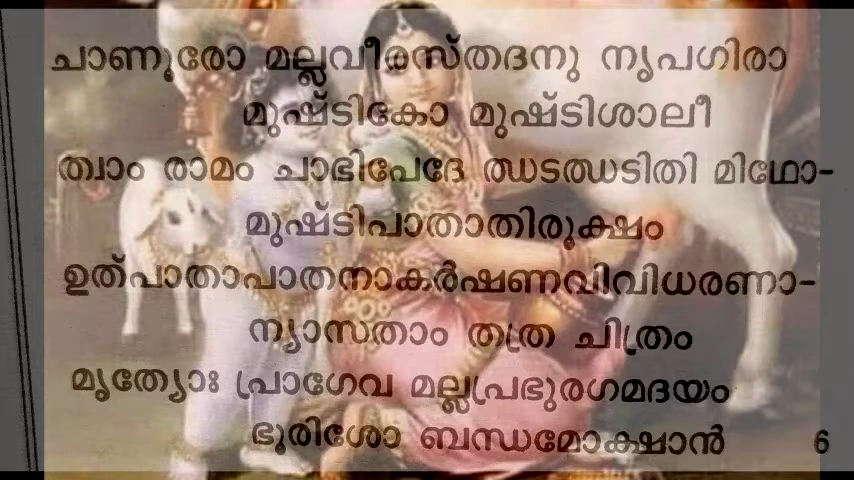 ചാണൂരോ മല്ലവീരസ്തദനു നൃപഗിരാ
മുഷ്ടികോ മുഷ്ടിശാലീ
ത്വാം രാമം ചാഭിപേദേ ഝടഝടിതി മിഥോ-
മുഷ്ടിപാതാതിരൂക്ഷം
ഉത്പാതാപാതനാകർഷണവിവിധരണാ-
ന്യാസതാം തത്ര ചിത്രം
മൃത്യോഃ പ്രാഗേവ മല്ലപ്രഭുരഗമദയം
ഭൂരിശോ ബന്ധമോക്ഷാൻ 6